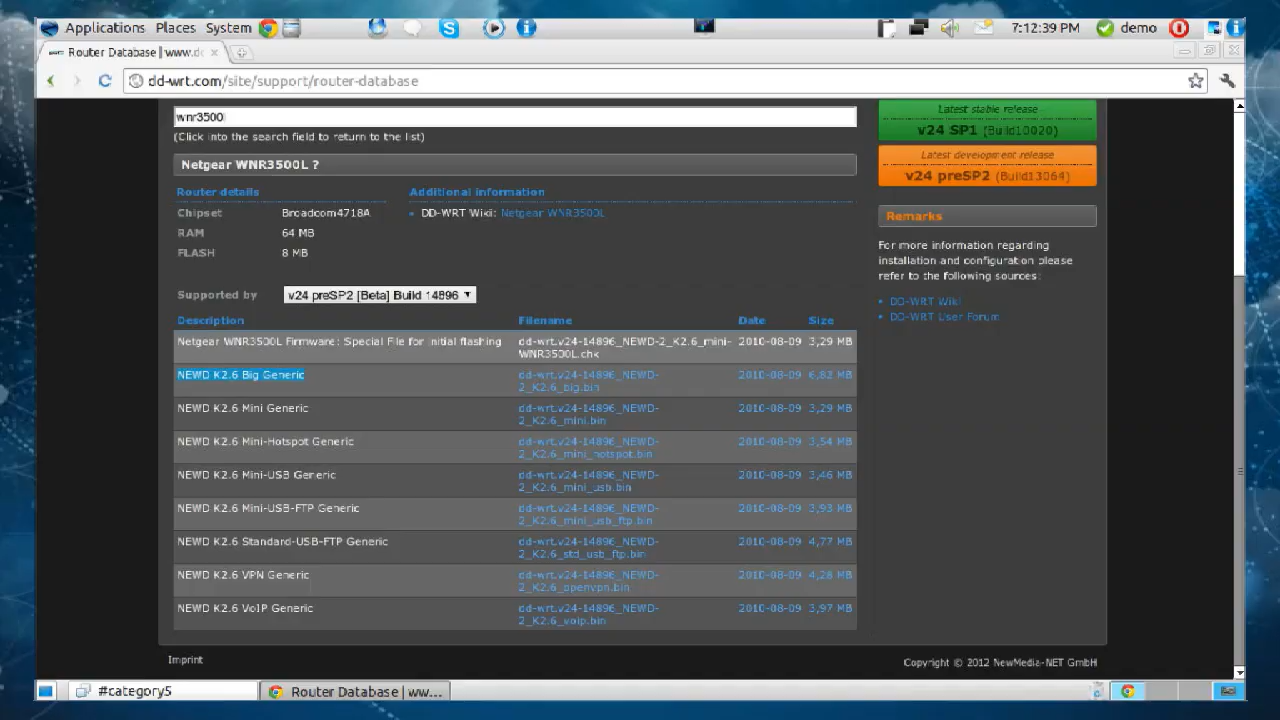 Applications Places System 7:12:39 PM demo
Router Database | www.dd
dd-wrt.com/site/support/router-database
wnr3500
(Click into the search field to return to the list)
Netgear WNR3500L ?
Router details
Additional information
Chipset Broadcom4718A
DD-WRT Wiki: Netgear WNR3500L
RAM 64 MB
FLASH 8 MB
Supported by v24 preSP2 [Beta] Build 14896
Description Filename Date Size
Netgear WNR3500L Firmware: Special File for initial flashing dd-wrt.v24-14896_NEWD-2_K2.6_mini- 2010-08-09 3,29 MB
WNR3500L.chk
NEWD K2.6 Big Generic dd-wrt.v24-14896_NEWD- 2010-08-09 6,82 MB
2_K2.6_big.bin
NEWD K2.6 Mini Generic dd-wrt.v24-14896_NEWD- 2010-08-09 3,29 MB
2_K2.6_mini.bin
NEWD K2.6 Mini-Hotspot Generic dd-wrt.v24-14896_NEWD- 2010-08-09 3,54 MB
2_K2.6_mini_hotspot.bin
NEWD K2.6 Mini-USB Generic dd-wrt.v24-14896_NEWD- 2010-08-09 3,46 MB
2_K2.6_mini_usb.bin
NEWD K2.6 Mini-USB-FTP Generic dd-wrt.v24-14896_NEWD- 2010-08-09 3,93 MB
2_K2.6_mini_usb_ftp.bin
NEWD K2.6 Standard-USB-FTP Generic dd-wrt.v24-14896_NEWD- 2010-08-09 4,77 MB
2_K2.6_std_usb_ftp.bin
NEWD K2.6 VPN Generic dd-wrt.v24-14896_NEWD- 2010-08-09 4,28 MB
2_K2.6_openvpn.bin
NEWD K2.6 VoIP Generic dd-wrt.v24-14896_NEWD- 2010-08-09 3,97 MB
2_K2.6_voip.bin
Latest stable release
v24 SP1 (Build10020)
Latest development release
v24 preSP2 (Build13064)
Remarks
For more information regarding
installation and configuration please
refer to the following sources:
DD-WRT Wiki
DD-WRT User Forum
Imprint
Copyright © 2012 NewMedia-NET GmbH
#category5 Router Database | www...